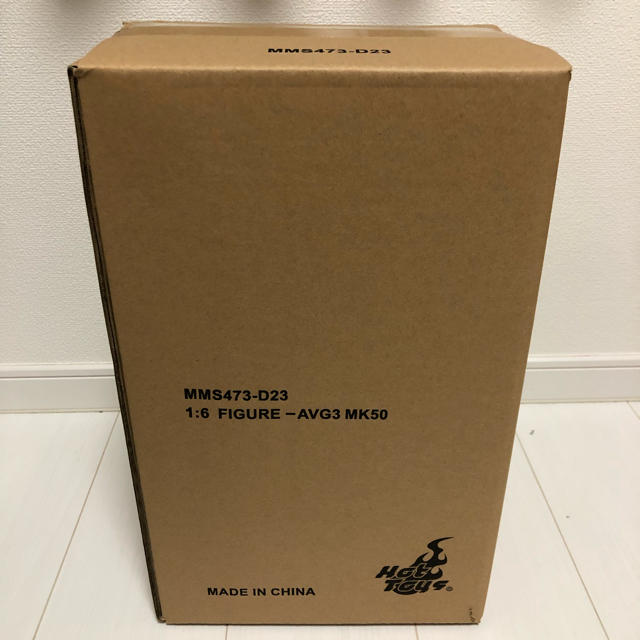 MMS473-D23
MMS473-D23
1:6 FIGURE -AVG3 MK50
MADE IN CHINA
Hot
Toys®